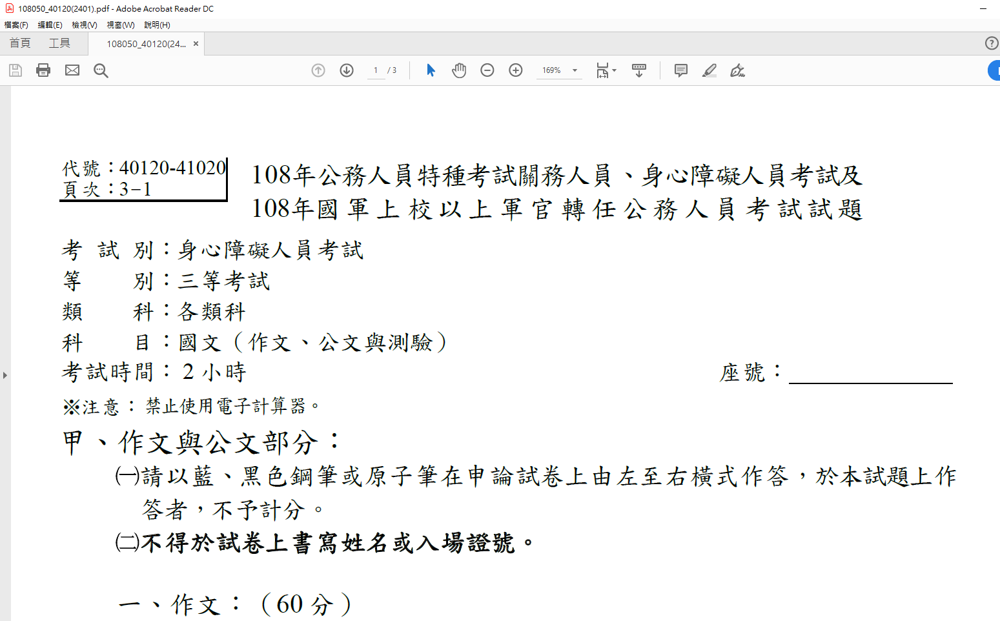 108050_40120(2401).pdf - Adobe Acrobat Reader DC
檔案(F) 編輯(E) 檢視(V) 視窗(W) 說明(H)
首頁 工具 108050_40120(24... ×
1 / 3 169%
代號：40120-41020
頁次：3－1
108年公務人員特種考試關務人員、身心障礙人員考試及
108年國軍上校以上軍官轉任公務人員考試試題
考試別：身心障礙人員考試
等別：三等考試
類科：各類科
科目：國文（作文、公文與測驗）
考試時間：2小時 座號：
※注意：禁止使用電子計算器。
甲、作文與公文部分：
㈠請以藍、黑色鋼筆或原子筆在申論試卷上由左至右橫式作答，於本試題上作
答者，不予計分。
㈡不得於試卷上書寫姓名或入場證號。
一、作文：（60 分）